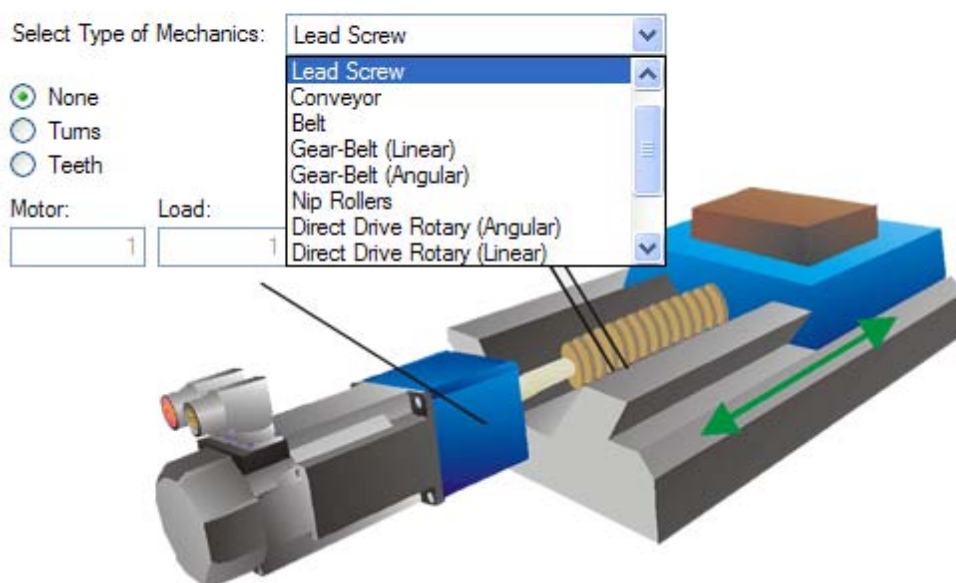 Select Type of Mechanics: Lead Screw
Lead Screw
Conveyor
Belt
Gear-Belt (Linear)
Gear-Belt (Angular)
Nip Rollers
Direct Drive Rotary (Angular)
Direct Drive Rotary (Linear)
None
Turns
Teeth
Motor: Load:
1 1